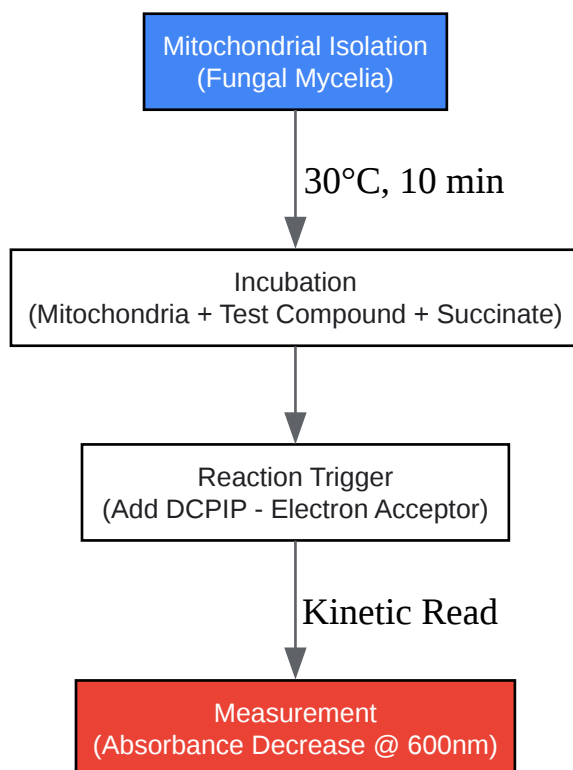 Mitochondrial Isolation
(Fungal Mycelia)
30°C, 10 min
Incubation
(Mitochondria + Test Compound + Succinate)
Reaction Trigger
(Add DCPIP - Electron Acceptor)
Kinetic Read
Measurement
(Absorbance Decrease @ 600nm)